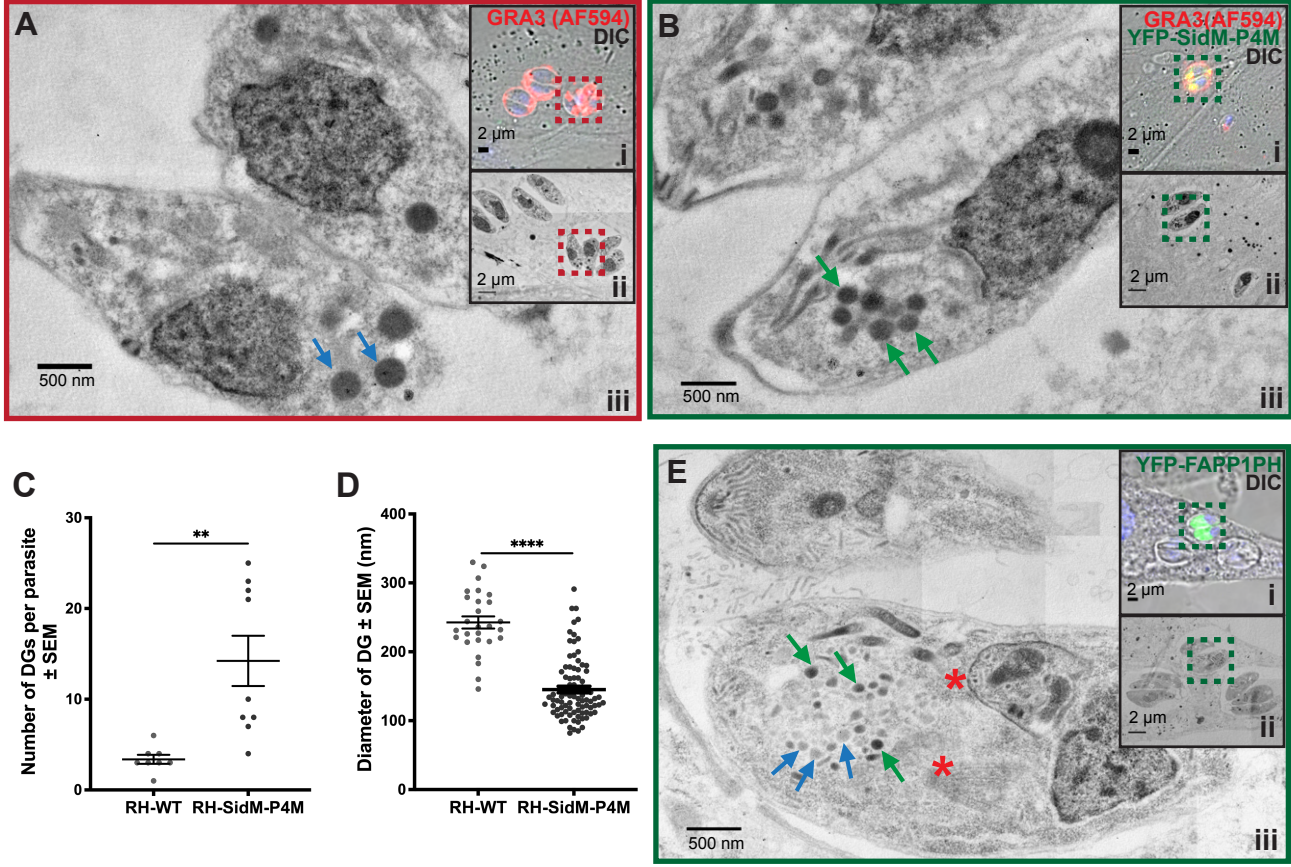 A
GRA3 (AF594)
DIC
2 µm
i
2 µm
ii
500 nm
iii
B
GRA3(AF594)
YFP-SidM-P4M
DIC
2 µm
i
2 µm
ii
500 nm
iii
C
Number of DGs per parasite
± SEM
30
20
10
0
**
RH-WT
RH-SidM-P4M
D
Diameter of DG ± SEM (nm)
400
300
200
100
0
****
RH-WT
RH-SidM-P4M
E
YFP-FAPP1PH
DIC
2 µm
i
2 µm
ii
*
*
500 nm
iii